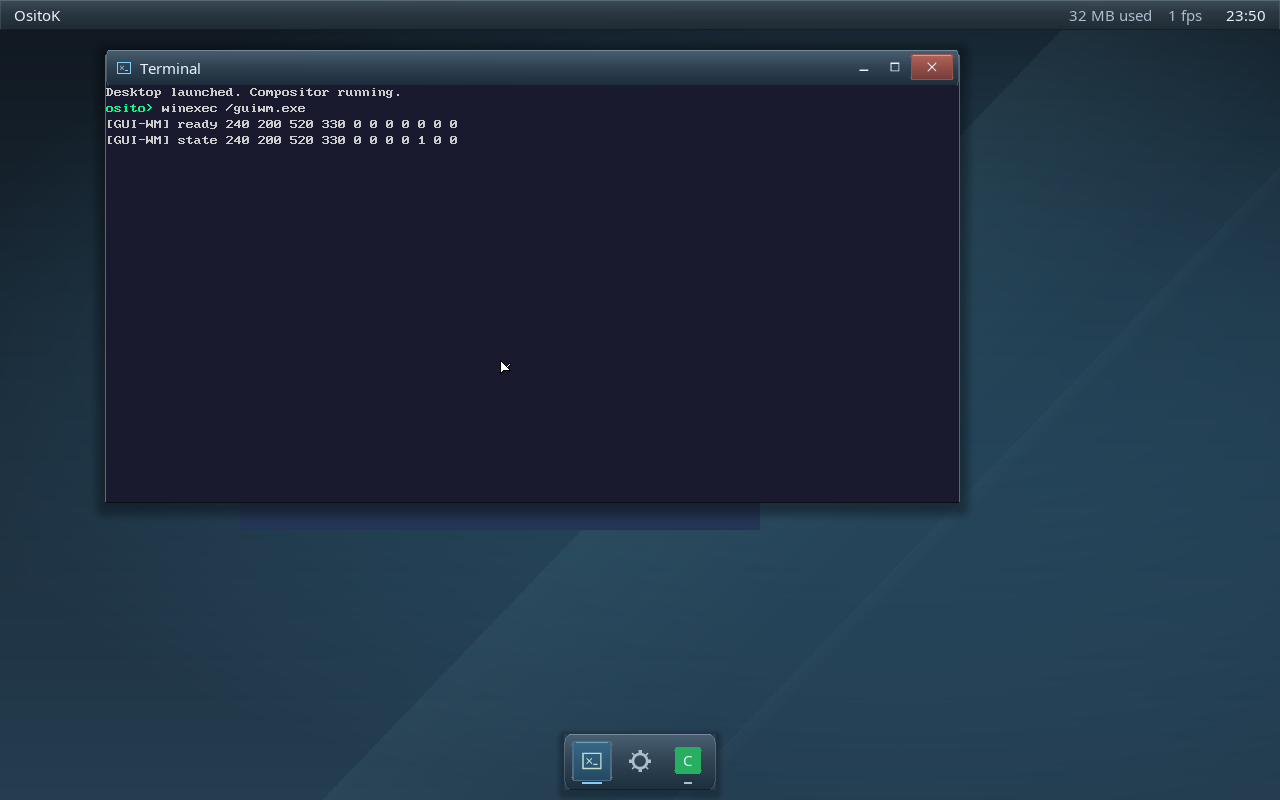 OsitoK
32 MB used 1 fps 23:50
Terminal
Desktop launched. Compositor running.
osito> winexec /guiwm.exe
[GUI-WM] ready 240 200 520 330 0 0 0 0 0 0 0
[GUI-WM] state 240 200 520 330 0 0 0 0 1 0 0
C